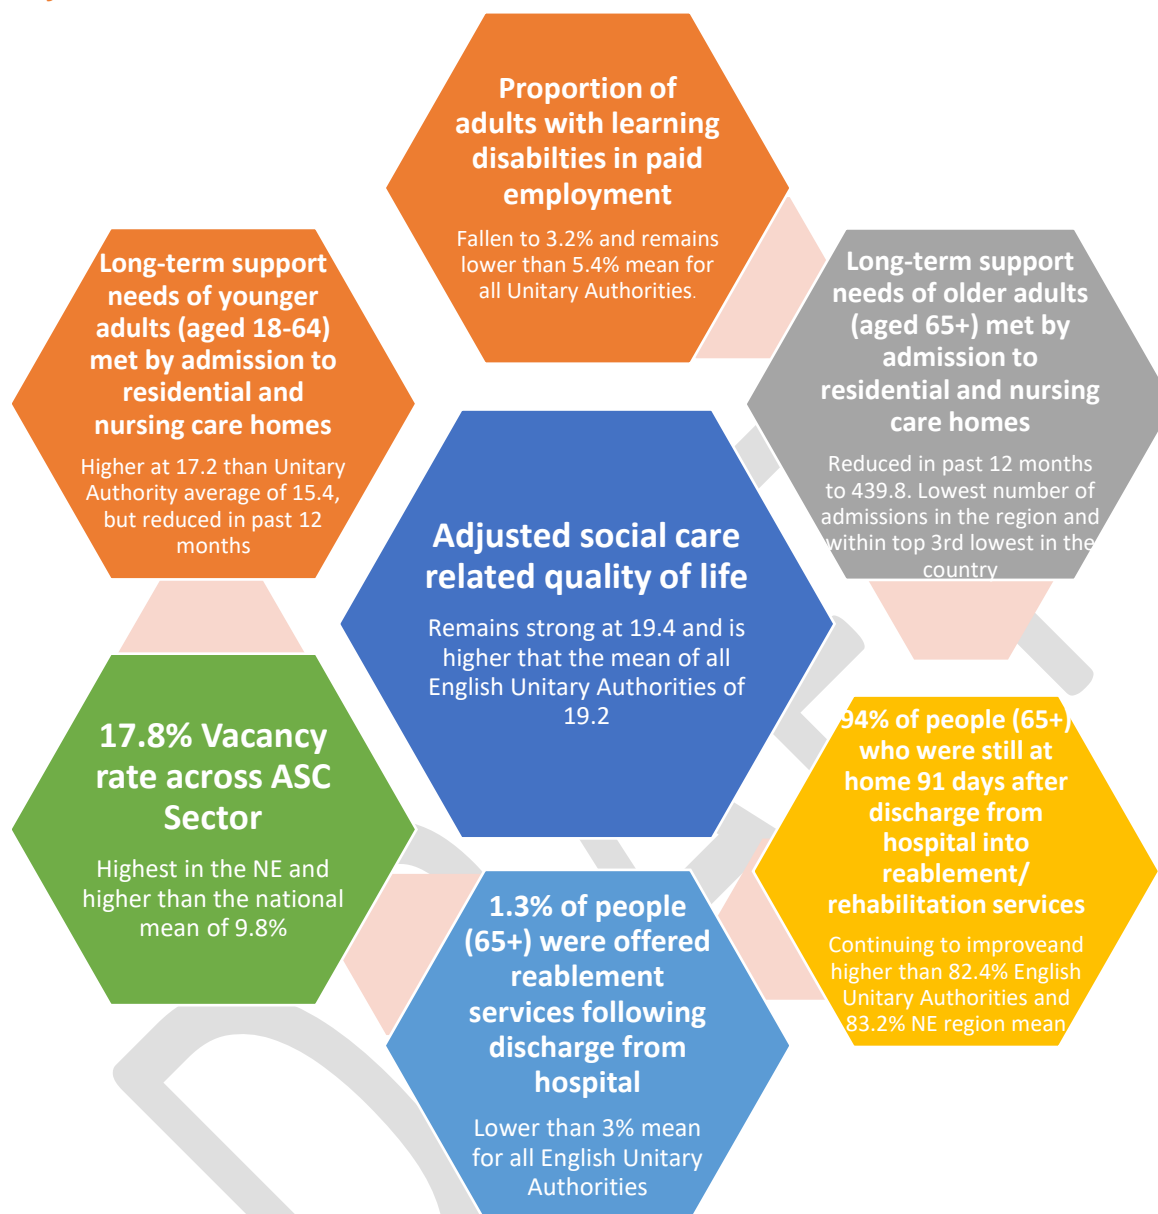 Proportion of
adults with learning
disabilties in paid
employment
Fallen to 3.2% and remains
lower than 5.4% mean for
all Unitary Authorities.
Long-term support
needs of younger
adults (aged 18-64)
met by admission to
residential and
nursing care homes
Higher at 17.2 than Unitary
Authority average of 15.4,
but reduced in past 12
months
Long-term support
needs of older adults
(aged 65+) met by
admission to
residential and nursing
care homes
Reduced in past 12 months
to 439.8. Lowest number of
admissions in the region and
within top 3rd lowest in the
country
Adjusted social care
related quality of life
Remains strong at 19.4 and is
higher that the mean of all
English Unitary Authorities of
19.2
17.8% Vacancy
rate across ASC
Sector
Highest in the NE and
higher than the national
mean of 9.8%
94% of people (65+)
who were still at
home 91 days after
discharge from
hospital into
reablement/
rehabilitation services
Continuing to improveand
higher than 82.4% English
Unitary Authorities and
83.2% NE region mean
1.3% of people
(65+) were offered
reablement
services following
discharge from
hospital
Lower than 3% mean
for all English Unitary
Authorities